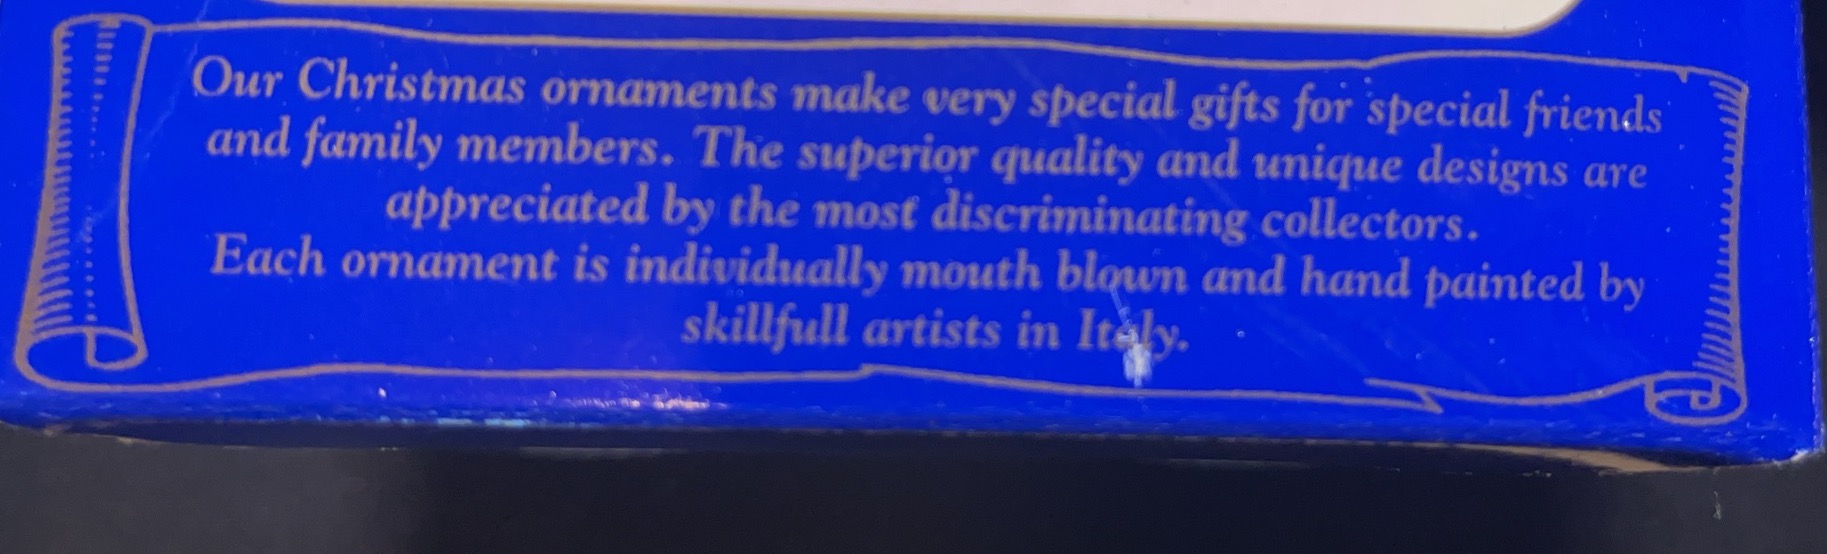 Our Christmas ornaments make very special gifts for special friends
and family members. The superior quality and unique designs are
appreciated by the most discriminating collectors.
Each ornament is individually mouth blown and hand painted by
skillfull artists in Italy.